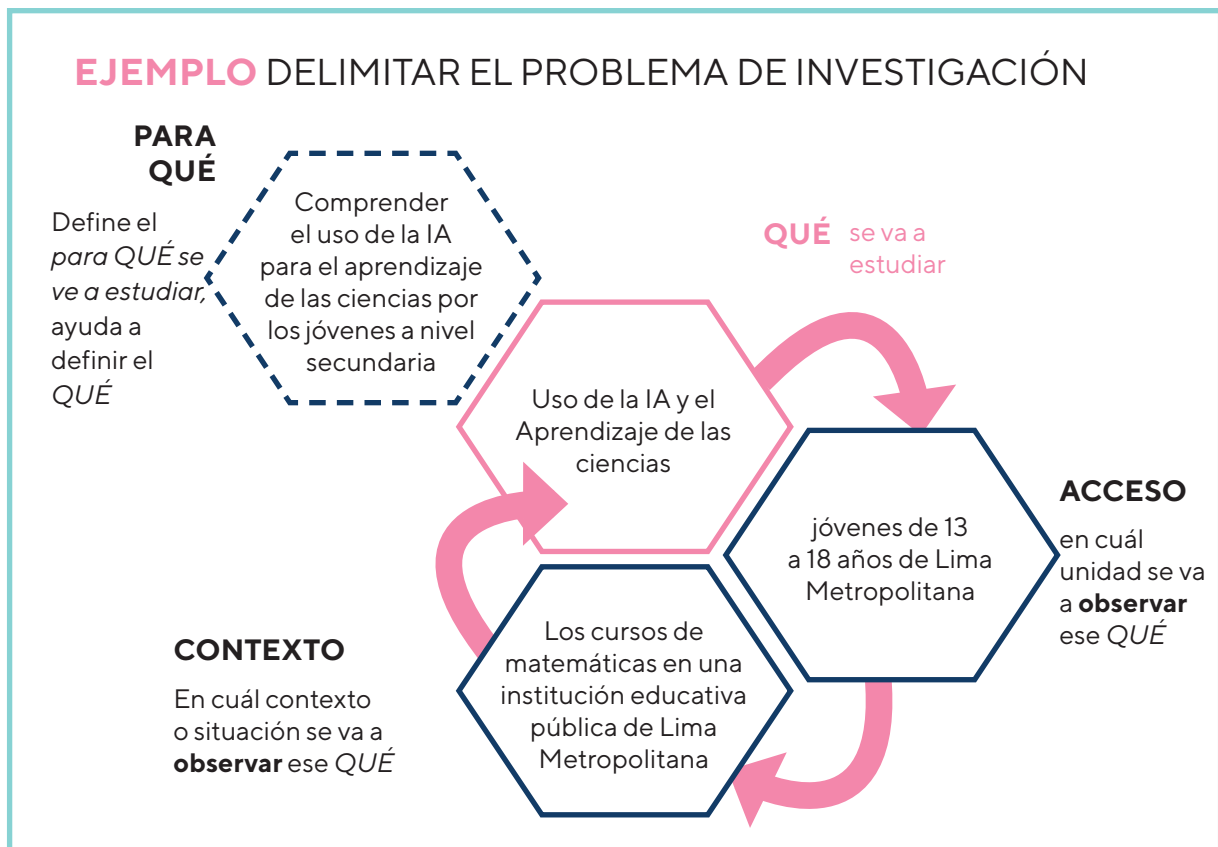 EJEMPLO DELIMITAR EL PROBLEMA DE INVESTIGACIÓN
PARA
QUÉ
Define el
para QUÉ se
ve a estudiar,
ayuda a
definir el
QUÉ
Comprender
el uso de la IA
para el aprendizaje
de las ciencias por
los jóvenes a nivel
secundaria
QUÉ se va a
estudiar
Uso de la IA y el
Aprendizaje de las
ciencias
jóvenes de 13
a 18 años de Lima
Metropolitana
ACCESO
en cuál
unidad se va
a observar
ese QUÉ
CONTEXTO
En cuál contexto
o situación se va a
observar ese QUÉ
Los cursos de
matemáticas en una
institución educativa
pública de Lima
Metropolitana